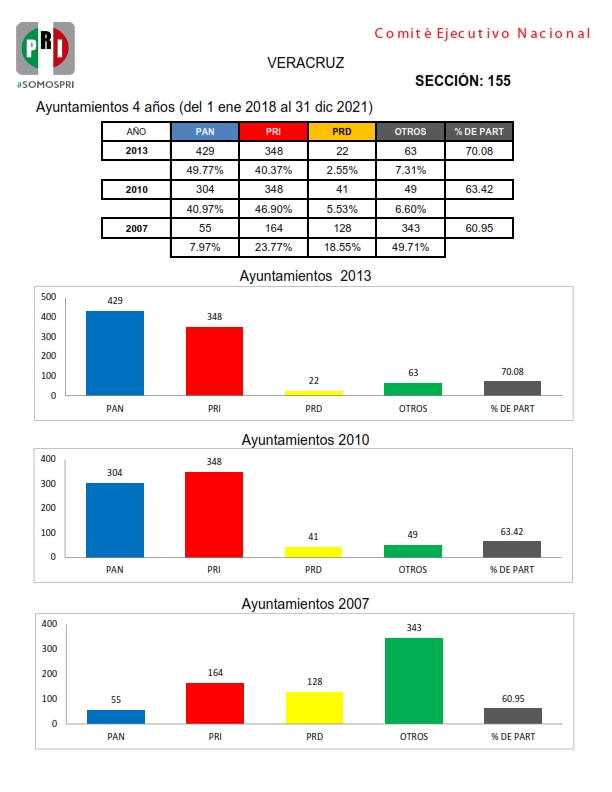 Comité Ejecutivo Nacional
PRI
#SOMOSPRI
VERACRUZ
SECCIÓN: 155
Ayuntamientos 4 años (del 1 ene 2018 al 31 dic 2021)
AÑO PAN PRI PRD OTROS % DE PART
2013 429 348 22 63 70.08
49.77% 40.37% 2.55% 7.31%
2010 304 348 41 49 63.42
40.97% 46.90% 5.53% 6.60%
2007 55 164 128 343 60.95
7.97% 23.77% 18.55% 49.71%
Ayuntamientos 2013
500
400
300
200
100
0
429 348 22 63 70.08
PAN PRI PRD OTROS % DE PART
Ayuntamientos 2010
400
300
200
100
0
304 348 41 49 63.42
PAN PRI PRD OTROS % DE PART
Ayuntamientos 2007
400
300
200
100
0
55 164 128 343 60.95
PAN PRI PRD OTROS % DE PART